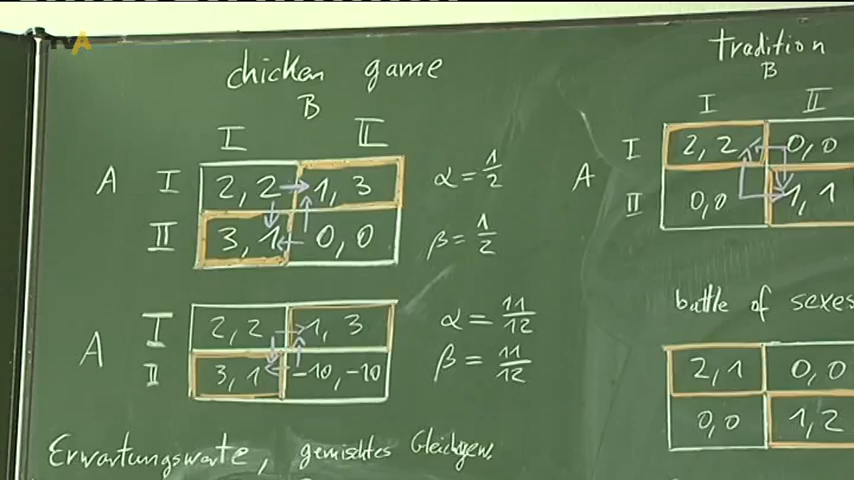 TVA
chicken game
B
I II
A I 2, 2 1, 3 α = 1/2
II 3, 1 0, 0 β = 1/2
A I 2, 2 1, 3 α = 11/12
II 3, 1 -10, -10 β = 11/12
Erwartungswerte, gemischtes Gleichgew.
tradition
B
I II
A I 2, 2 0, 0
II 0, 0 1, 1
battle of sexes
2, 1 0, 0
0, 0 1, 2